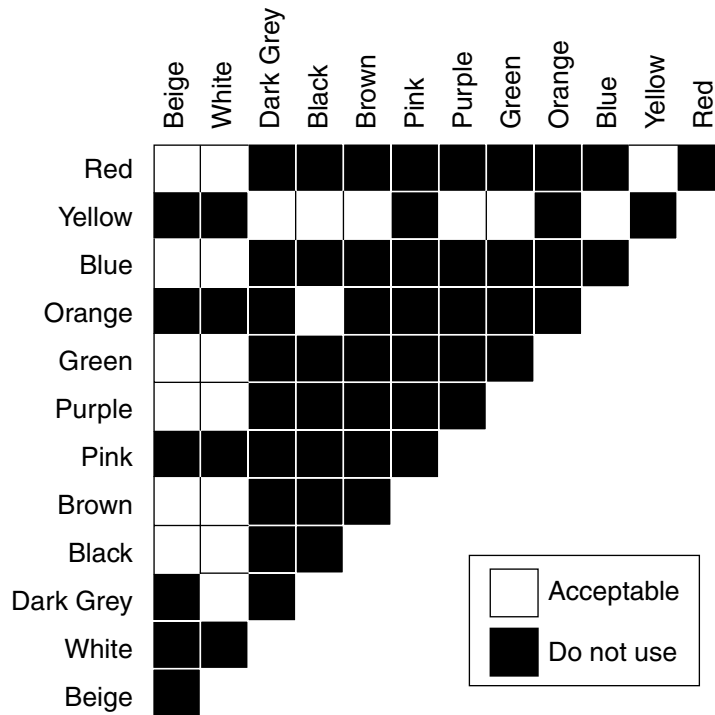 Beige
White
Dark Grey
Black
Brown
Pink
Purple
Green
Orange
Blue
Yellow
Red
Red
Yellow
Blue
Orange
Green
Purple
Pink
Brown
Black
Dark Grey
White
Beige
Acceptable
Do not use